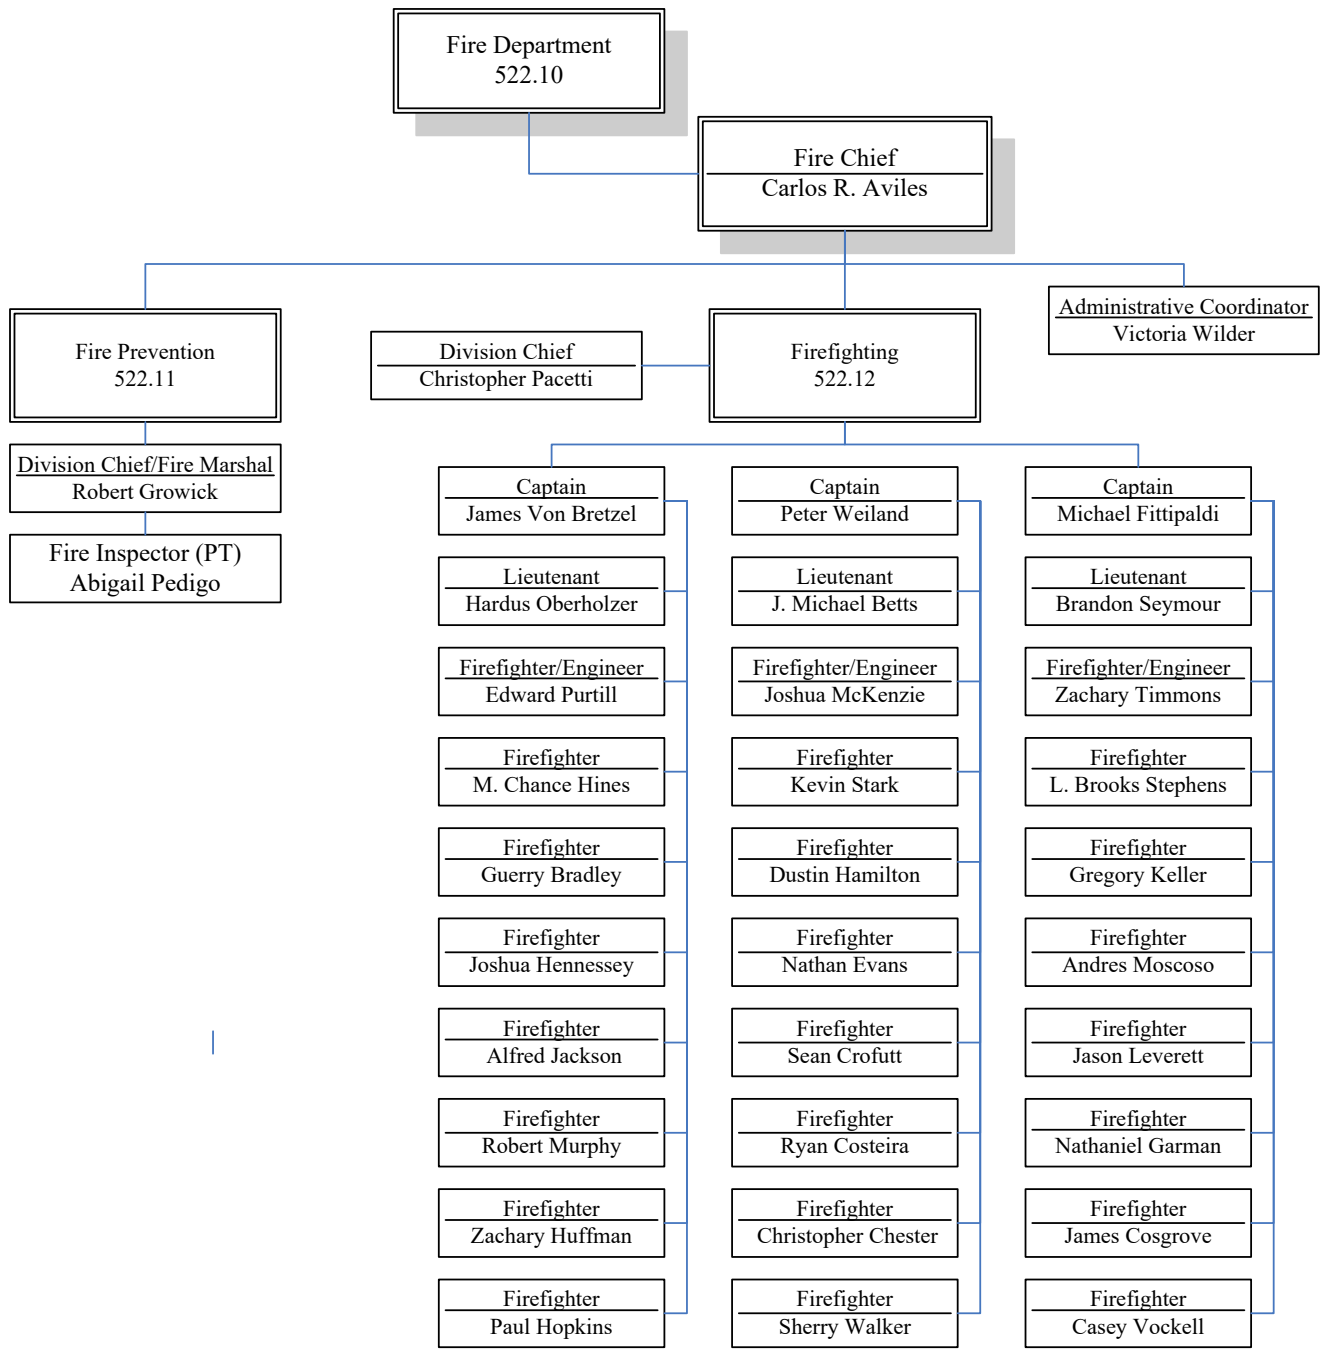 Fire Department
522.10
Fire Chief
Carlos R. Aviles
Administrative Coordinator
Victoria Wilder
Fire Prevention
522.11
Division Chief
Christopher Pacetti
Firefighting
522.12
Division Chief/Fire Marshal
Robert Growick
Fire Inspector (PT)
Abigail Pedigo
Captain
James Von Bretzel
Lieutenant
Hardus Oberholzer
Firefighter/Engineer
Edward Purtill
Firefighter
M. Chance Hines
Firefighter
Guerry Bradley
Firefighter
Joshua Hennessey
Firefighter
Alfred Jackson
Firefighter
Robert Murphy
Firefighter
Zachary Huffman
Firefighter
Paul Hopkins
Captain
Peter Weiland
Lieutenant
J. Michael Betts
Firefighter/Engineer
Joshua McKenzie
Firefighter
Kevin Stark
Firefighter
Dustin Hamilton
Firefighter
Nathan Evans
Firefighter
Sean Crofutt
Firefighter
Ryan Costeira
Firefighter
Christopher Chester
Firefighter
Sherry Walker
Captain
Michael Fittipaldi
Lieutenant
Brandon Seymour
Firefighter/Engineer
Zachary Timmons
Firefighter
L. Brooks Stephens
Firefighter
Gregory Keller
Firefighter
Andres Moscoso
Firefighter
Jason Leverett
Firefighter
Nathaniel Garman
Firefighter
James Cosgrove
Firefighter
Casey Vockell